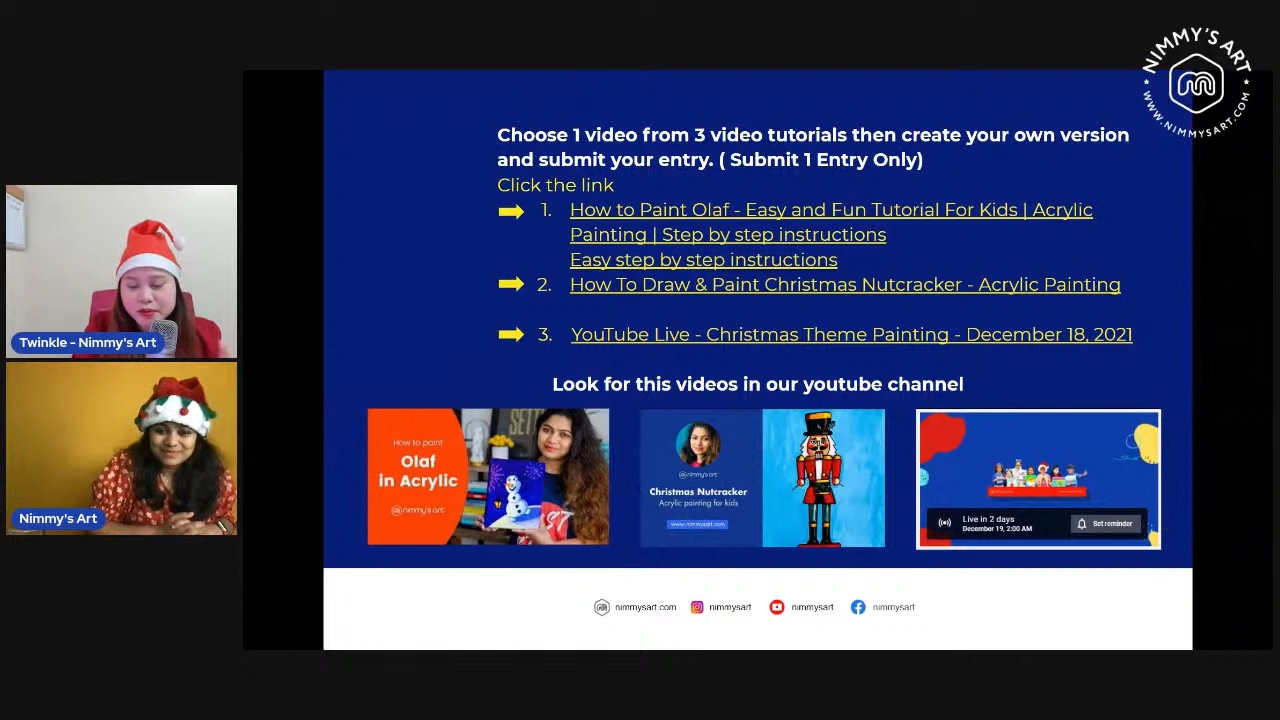 NIMMY'S ART
WWW.NIMMYSART.COM
Choose 1 video from 3 video tutorials then create your own version
and submit your entry. ( Submit 1 Entry Only)
Click the link
1. How to Paint Olaf - Easy and Fun Tutorial For Kids | Acrylic
Painting | Step by step instructions
Easy step by step instructions
2. How To Draw & Paint Christmas Nutcracker - Acrylic Painting
3. YouTube Live - Christmas Theme Painting - December 18, 2021
Look for this videos in our youtube channel
Twinkle - Nimmy's Art
Nimmy's Art
How to paint
Olaf
in Acrylic
nimmy's art
nimmy's art
Christmas Nutcracker
Acrylic painting for kids
www.nimmysart.com
Live in 2 days
December 19, 2:00 AM
Set reminder
nimmysart.com nimmysart nimmysart nimmysart